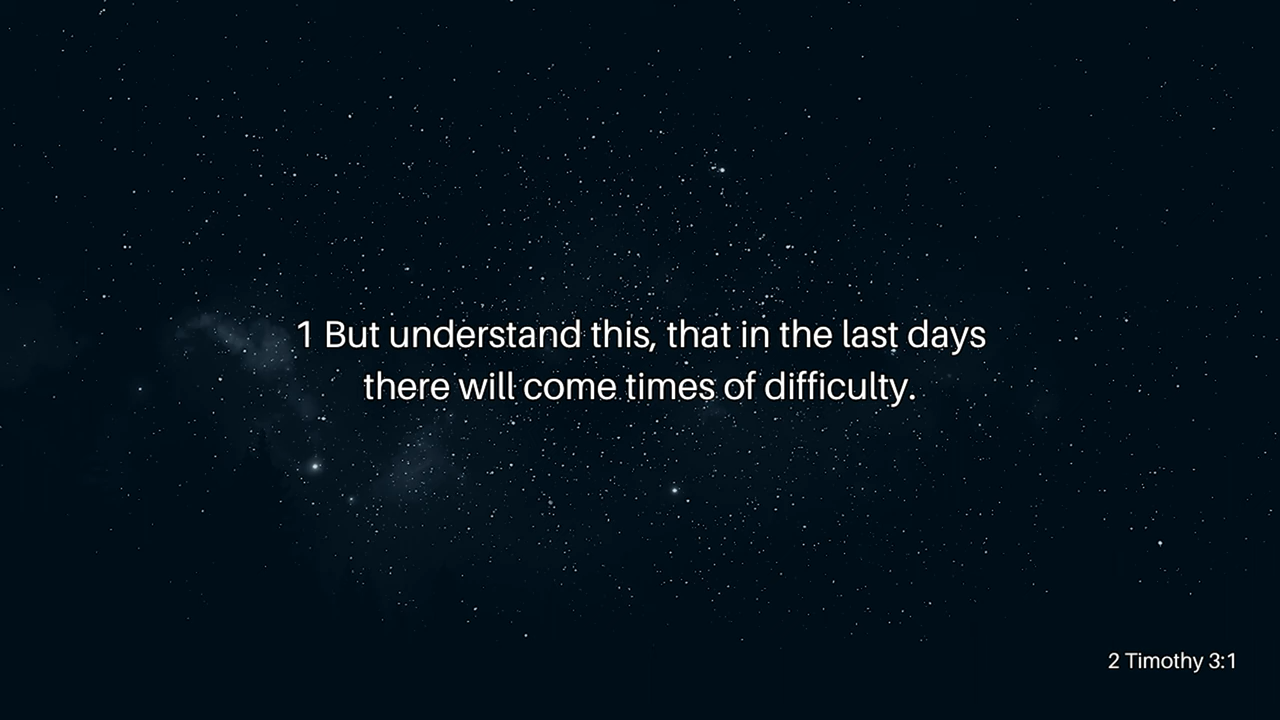 1 But understand this, that in the last days
there will come times of difficulty.
2 Timothy 3:1